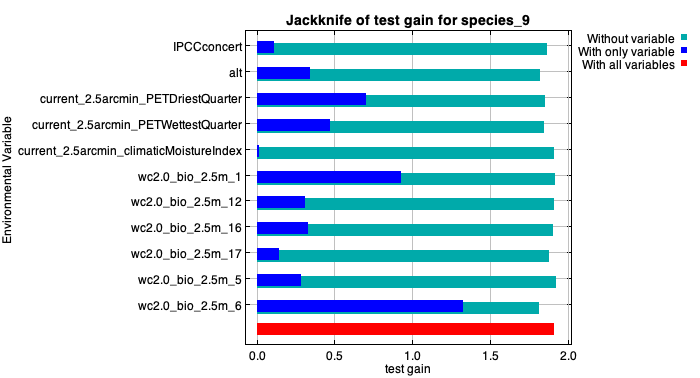 Jackknife of test gain for species_9
Without variable
With only variable
With all variables
Environmental Variable
IPCCconcert
alt
current_2.5arcmin_PETDriestQuarter
current_2.5arcmin_PETWettestQuarter
current_2.5arcmin_climaticMoistureIndex
wc2.0_bio_2.5m_1
wc2.0_bio_2.5m_12
wc2.0_bio_2.5m_16
wc2.0_bio_2.5m_17
wc2.0_bio_2.5m_5
wc2.0_bio_2.5m_6
0.0 0.5 1.0 1.5 2.0
test gain